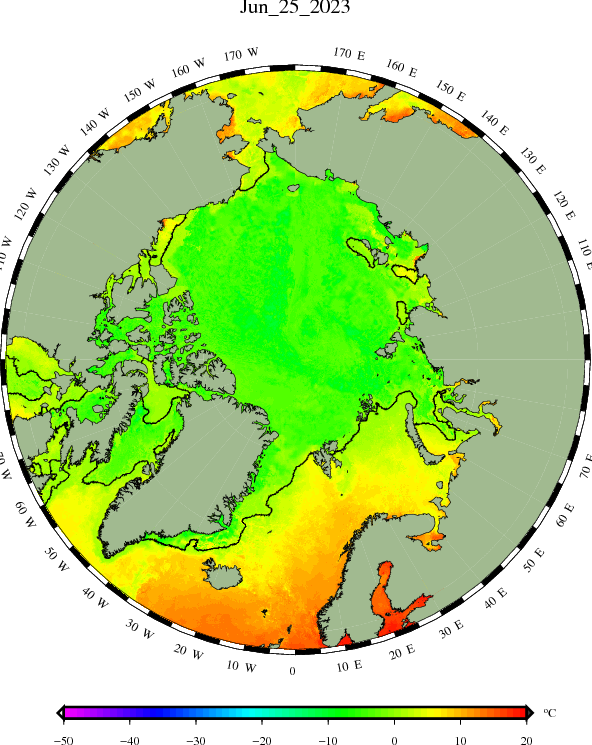 Jun_25_2023
170 W
170 E
160 W
160 E
150 W
150 E
140 W
140 E
130 W
130 E
120 W
120 E
110 E
70 E
60 W
60 E
50 W
50 E
40 W
40 E
30 W
30 E
20 W
20 E
10 W
10 E
0
°C
−50 −40 −30 −20 −10 0 10 20